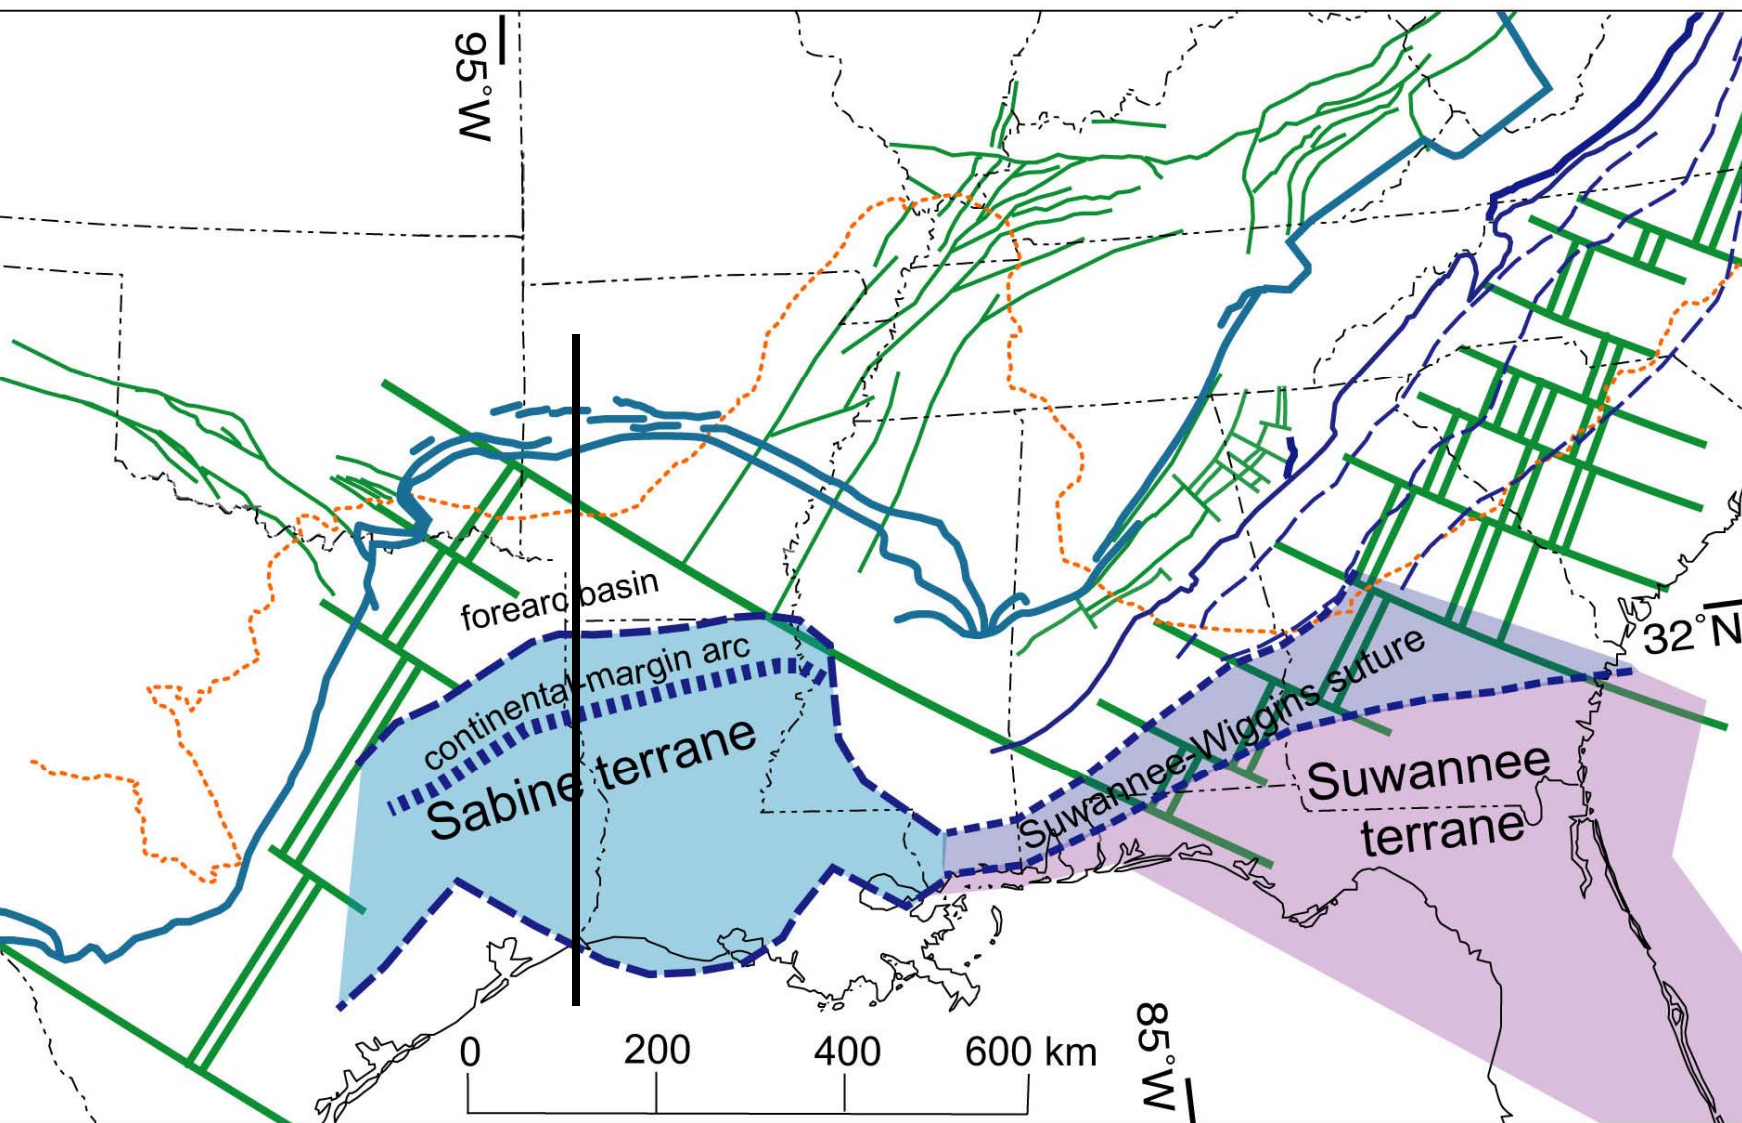 95°W
forearc basin
continental-margin arc
Sabine terrane
Suwannee-Wiggins suture
32°N
Suwannee
terrane
0 200 400 600 km
85°W